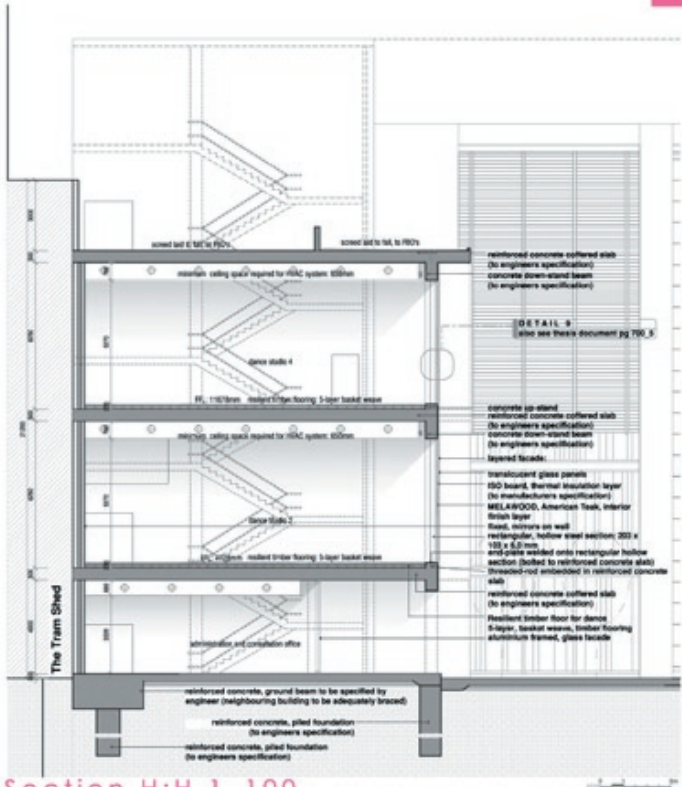 screed laid to fall, to FBO's
screed laid to fall, to FBO's
reinforced concrete coffered slab
(to engineers specification)
minimum ceiling space required for HVAC system: 650mm
concrete down-stand beam
(to engineers specification)
DETAIL 9
also see thesis document pg 700_5
dance studio 4
FFL: resilient timber flooring: 5-layer basket weave
concrete up-stand
reinforced concrete coffered slab
(to engineers specification)
minimum ceiling space required for HVAC system: 650mm
concrete down-stand beam
(to engineers specification)
layered facade:
translucent glass panels
ISO board, thermal insulation layer
(to manufacturers specification)
MELAWOOD, American Teak, interior
finish layer
fixed, mirrors on wall
rectangular, hollow steel section; 203 x
103 x 6,0 mm
dance studio 2
end-plate welded onto rectangular hollow
section (bolted to reinforced concrete slab)
resilient timber flooring: 5-layer basket weave
threaded-rod embedded in reinforced concrete
slab
reinforced concrete coffered slab
(to engineers specification)
Resilient timber floor for dance
5-layer, basket weave, timber flooring
aluminium framed, glass facade
The Tram Shed
administration and consultation office
reinforced concrete, ground beam to be specified by
engineer (neighbouring building to be adequately braced)
reinforced concrete, piled foundation
(to engineers specification)
reinforced concrete, piled foundation
(to engineers specification)
Section H:H 1_100